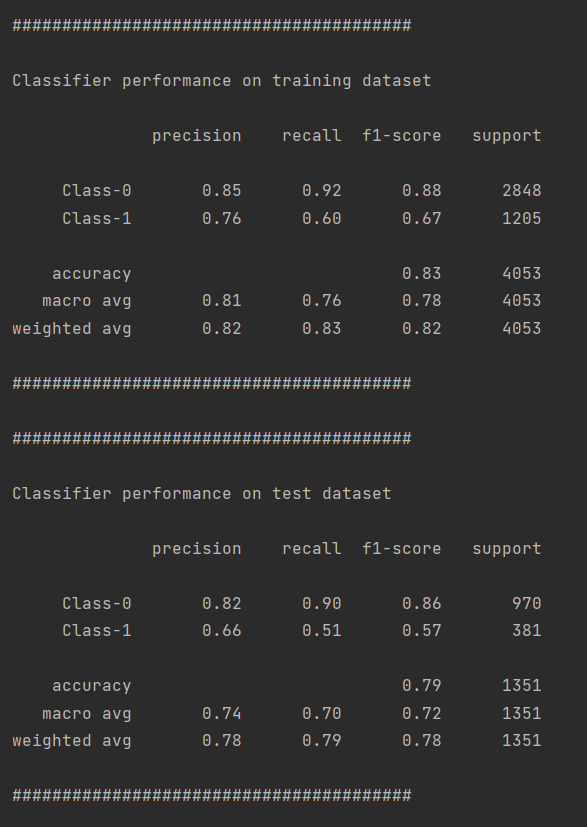 ########################################
Classifier performance on training dataset
precision recall f1-score support
Class-0 0.85 0.92 0.88 2848
Class-1 0.76 0.60 0.67 1205
accuracy 0.83 4053
macro avg 0.81 0.76 0.78 4053
weighted avg 0.82 0.83 0.82 4053
########################################
########################################
Classifier performance on test dataset
precision recall f1-score support
Class-0 0.82 0.90 0.86 970
Class-1 0.66 0.51 0.57 381
accuracy 0.79 1351
macro avg 0.74 0.70 0.72 1351
weighted avg 0.78 0.79 0.78 1351
########################################